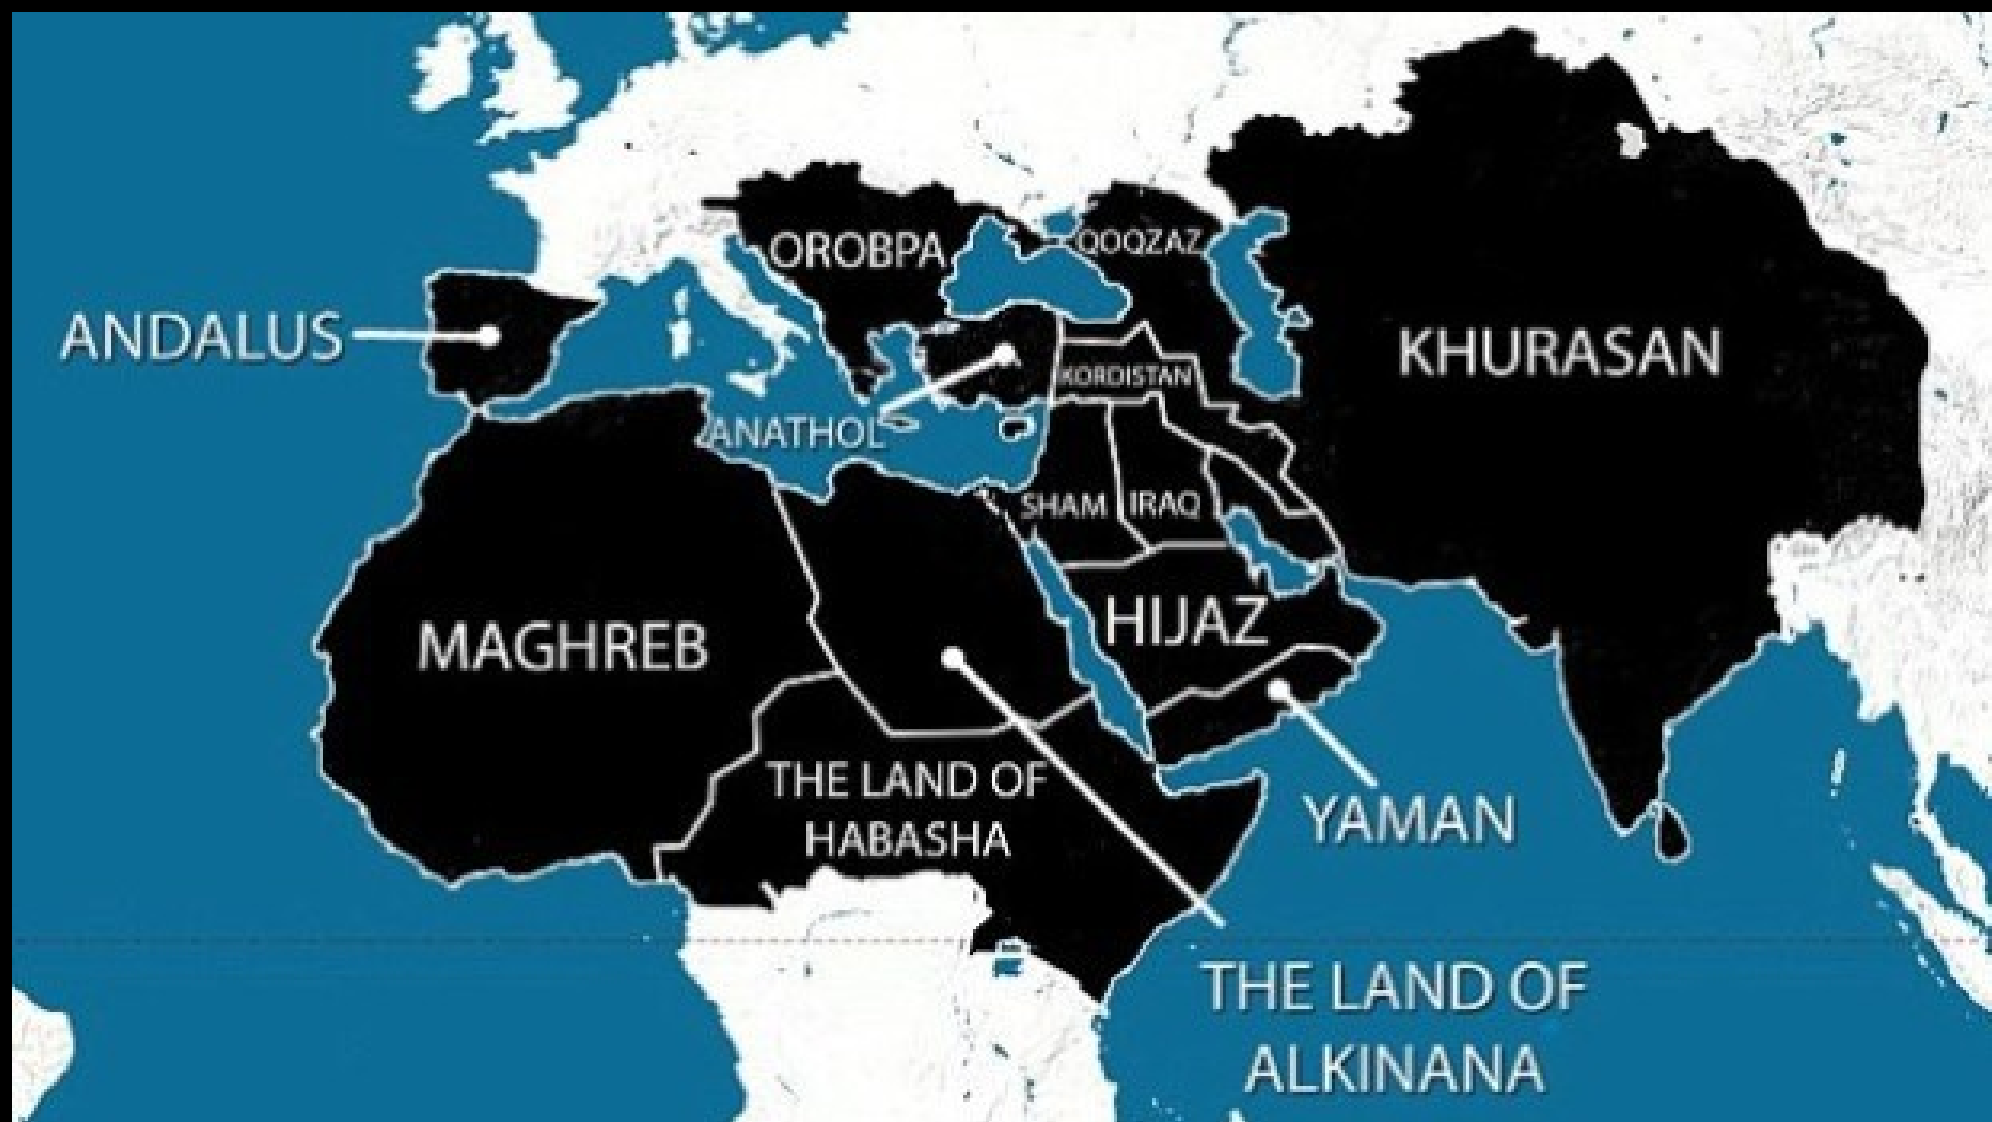 OROBPA
QOQZAZ
ANDALUS
KHURASAN
KORDISTAN
ANATHOL
SHAM
IRAQ
MAGHREB
HIJAZ
THE LAND OF
HABASHA
YAMAN
THE LAND OF
ALKINANA